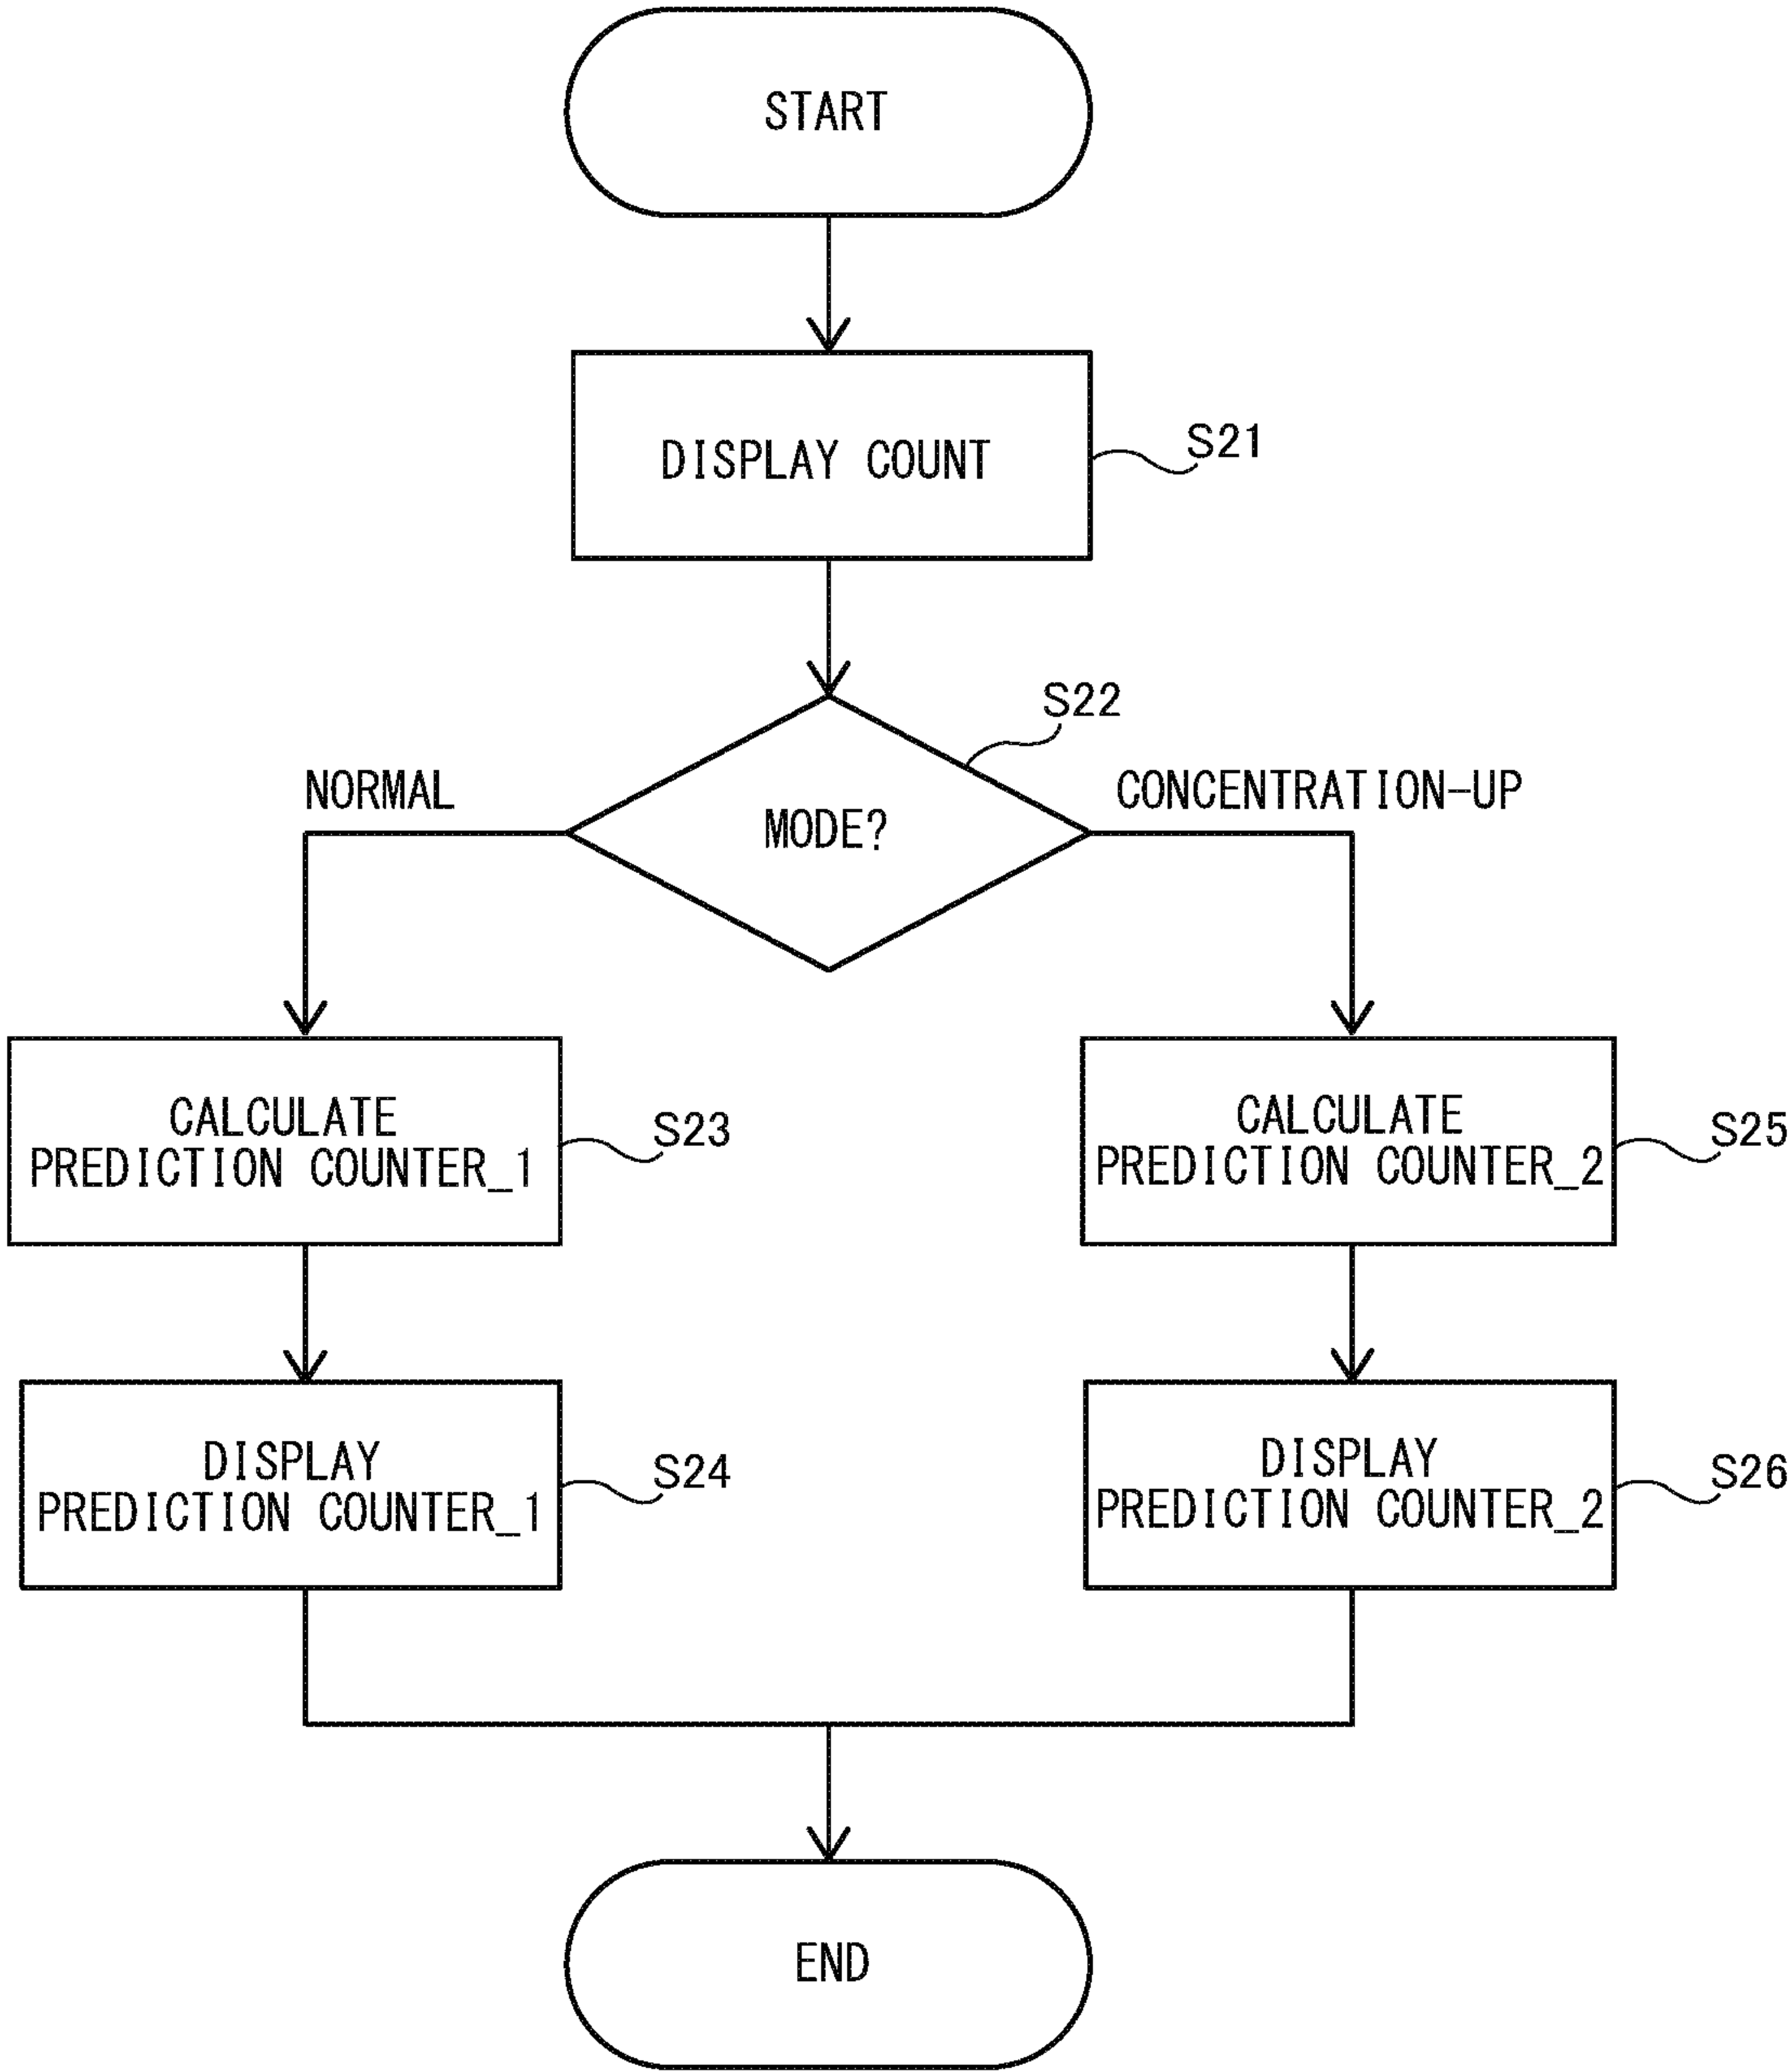 START
DISPLAY COUNT
S21
S22
NORMAL
MODE?
CONCENTRATION-UP
CALCULATE
PREDICTION COUNTER_1
S23
CALCULATE
PREDICTION COUNTER_2
S25
DISPLAY
PREDICTION COUNTER_1
S24
DISPLAY
PREDICTION COUNTER_2
S26
END